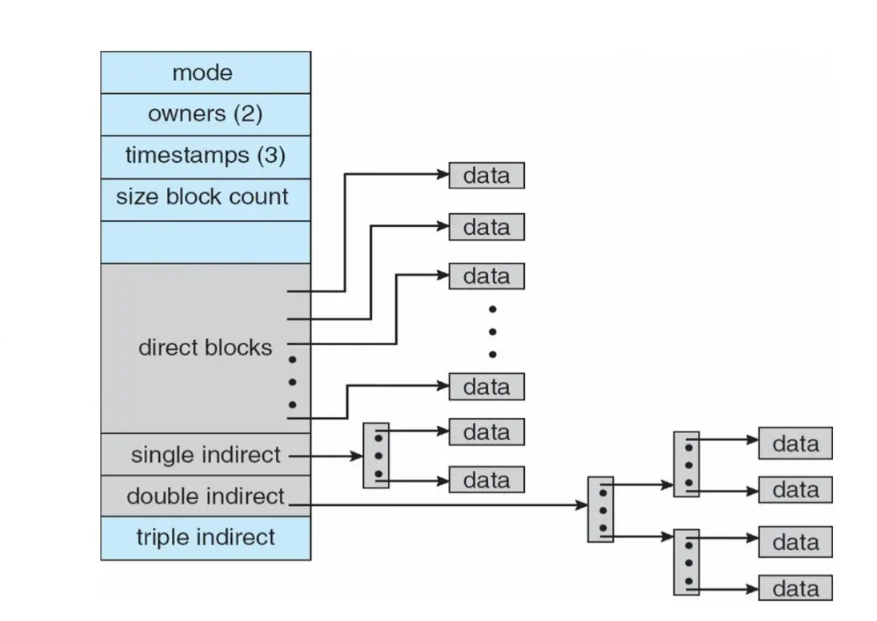 mode
owners (2)
timestamps (3)
size block count
direct blocks
single indirect
double indirect
triple indirect
data
data
data
data
data
data
data
data
data
data